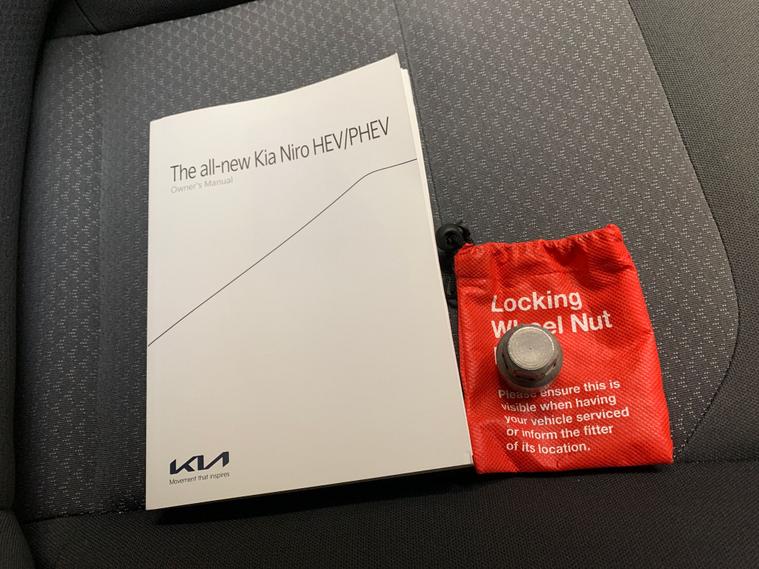 The all-new Kia Niro HEV/PHEV
Owner's Manual
KIA
Movement that inspires
Locking
Wheel Nut
Please ensure this is
visible when having
your vehicle serviced
or inform the fitter
of its location.